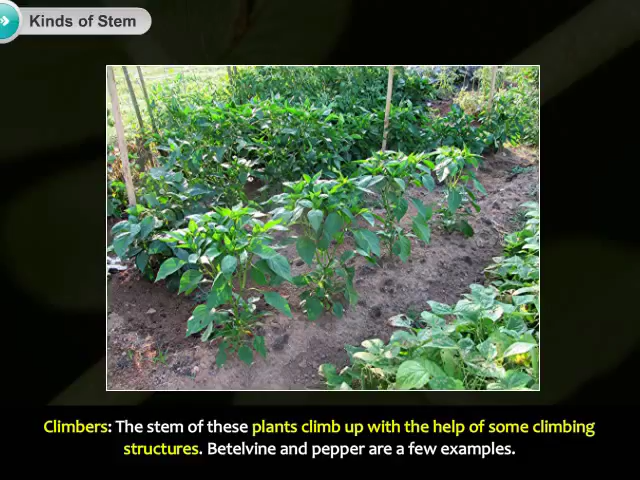 Kinds of Stem
Climbers: The stem of these plants climb up with the help of some climbing
structures. Betelvine and pepper are a few examples.